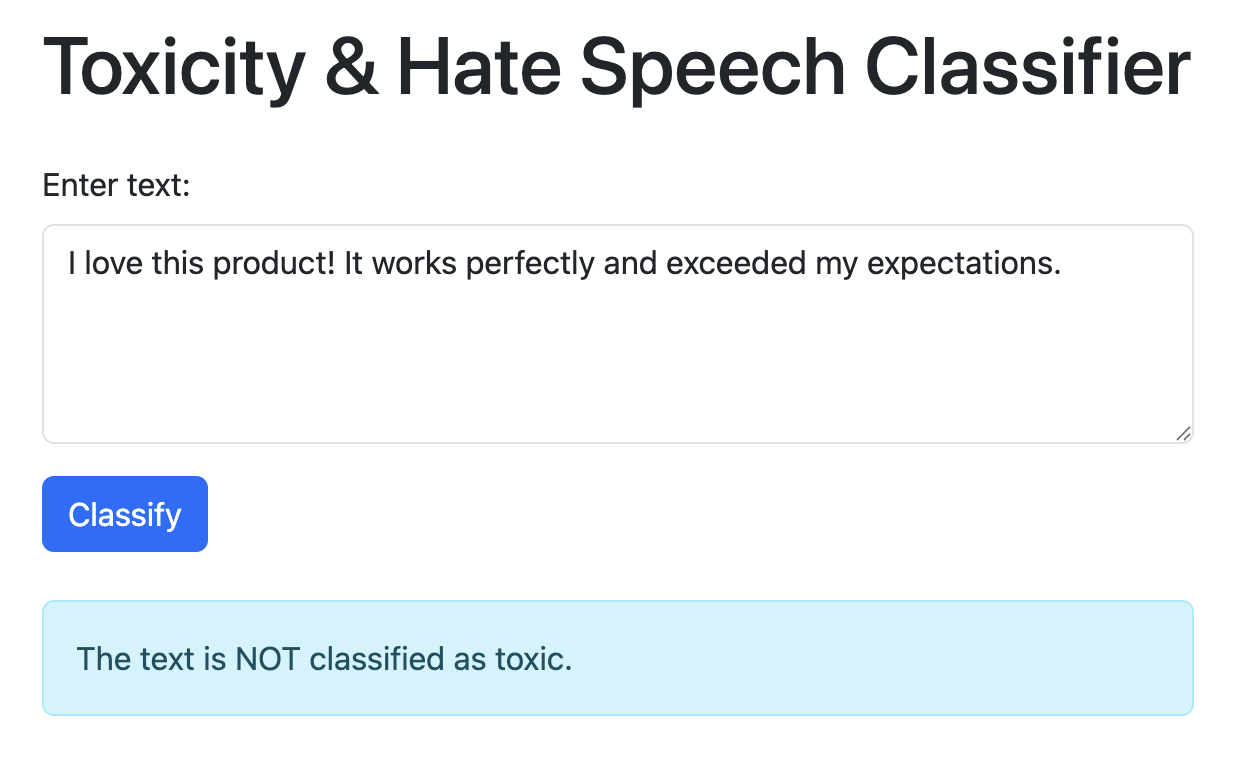 Toxicity & Hate Speech Classifier
Enter text:
I love this product! It works perfectly and exceeded my expectations.
Classify
The text is NOT classified as toxic.